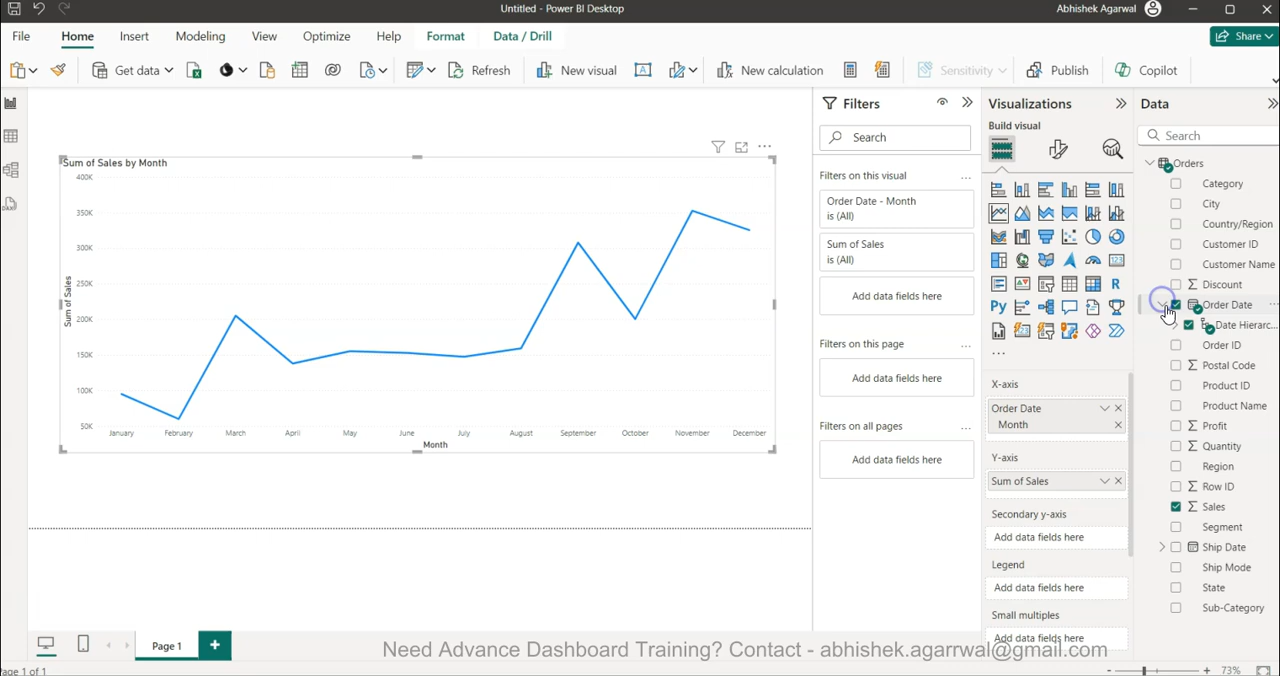 Untitled - Power BI Desktop
Abhishek Agarwal
File
Home
Insert
Modeling
View
Optimize
Help
Format
Data / Drill
Share
Get data
Refresh
New visual
New calculation
Sensitivity
Publish
Copilot
Sum of Sales by Month
400K
350K
300K
250K
200K
150K
100K
50K
Sum of Sales
January
February
March
April
May
June
July
August
September
October
November
December
Month
Filters
Search
Filters on this visual
Order Date - Month
is (All)
Sum of Sales
is (All)
Add data fields here
Filters on this page
Add data fields here
Filters on all pages
Add data fields here
Visualizations
Build visual
R
Py
123
X-axis
Order Date
Month
Y-axis
Sum of Sales
Secondary y-axis
Add data fields here
Legend
Add data fields here
Small multiples
Add data fields here
Data
Search
Orders
Category
City
Country/Region
Customer ID
Customer Name
Discount
Order Date
Date Hierarc...
Order ID
Postal Code
Product ID
Product Name
Profit
Quantity
Region
Row ID
Sales
Segment
Ship Date
Ship Mode
State
Sub-Category
Page 1
Need Advance Dashboard Training? Contact - abhishek.agarrwal@gmail.com
Page 1 of 1
73%